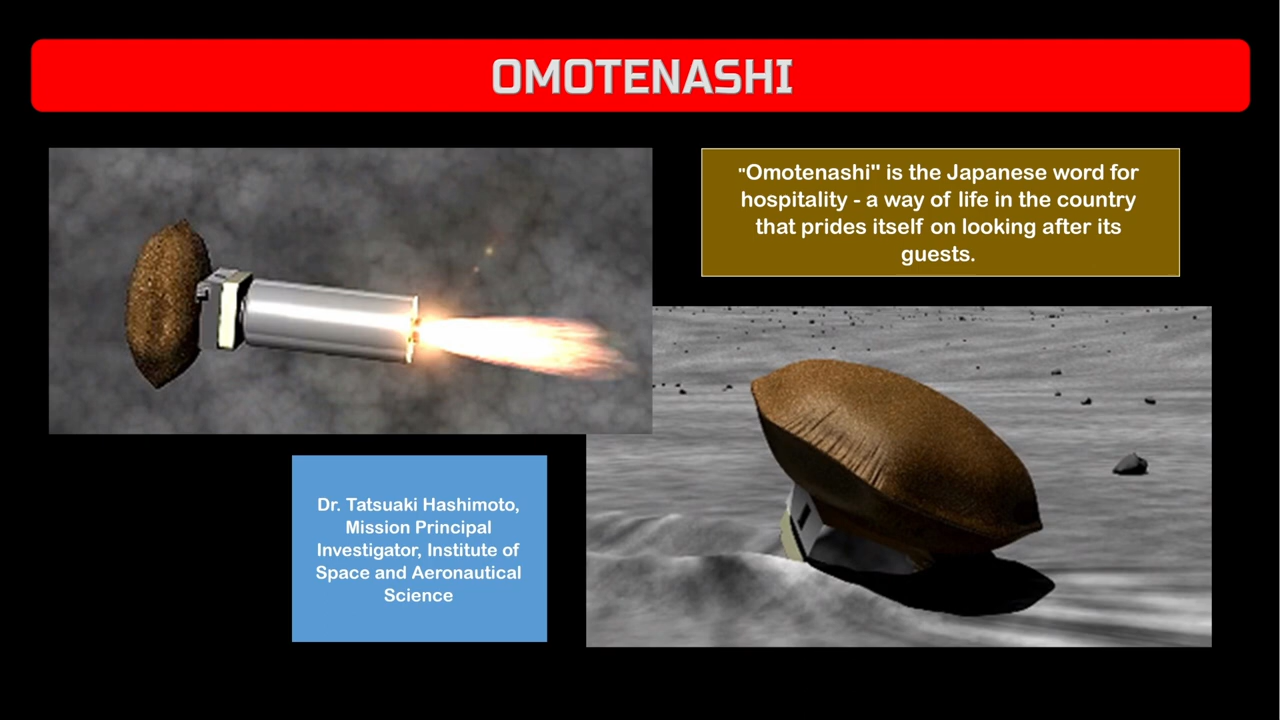 OMOTENASHI
"Omotenashi" is the Japanese word for
hospitality - a way of life in the country
that prides itself on looking after its
guests.
Dr. Tatsuaki Hashimoto,
Mission Principal
Investigator, Institute of
Space and Aeronautical
Science